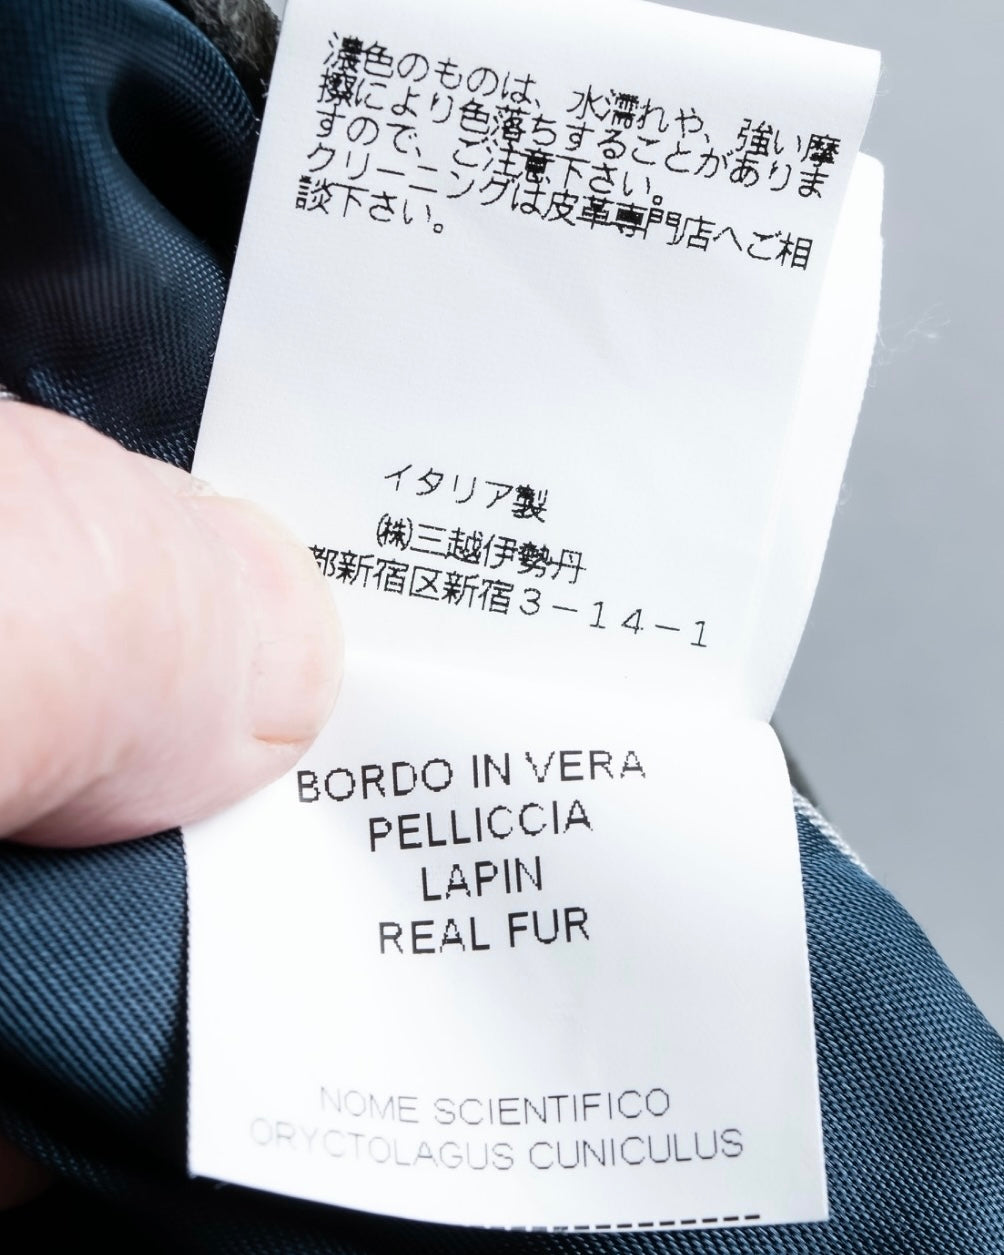 濃色のものは、水濡れや、強い摩
擦により色落ちすることがありま
すので、ご注意下さい。
クリーニングは皮革専門店へご相
談下さい。
イタリア製
㈱三越伊勢丹
都新宿区新宿３－１４－１
BORDO IN VERA
PELLICCIA
LAPIN
REAL FUR
NOME SCIENTIFICO
ORYCTOLAGUS CUNICULUS